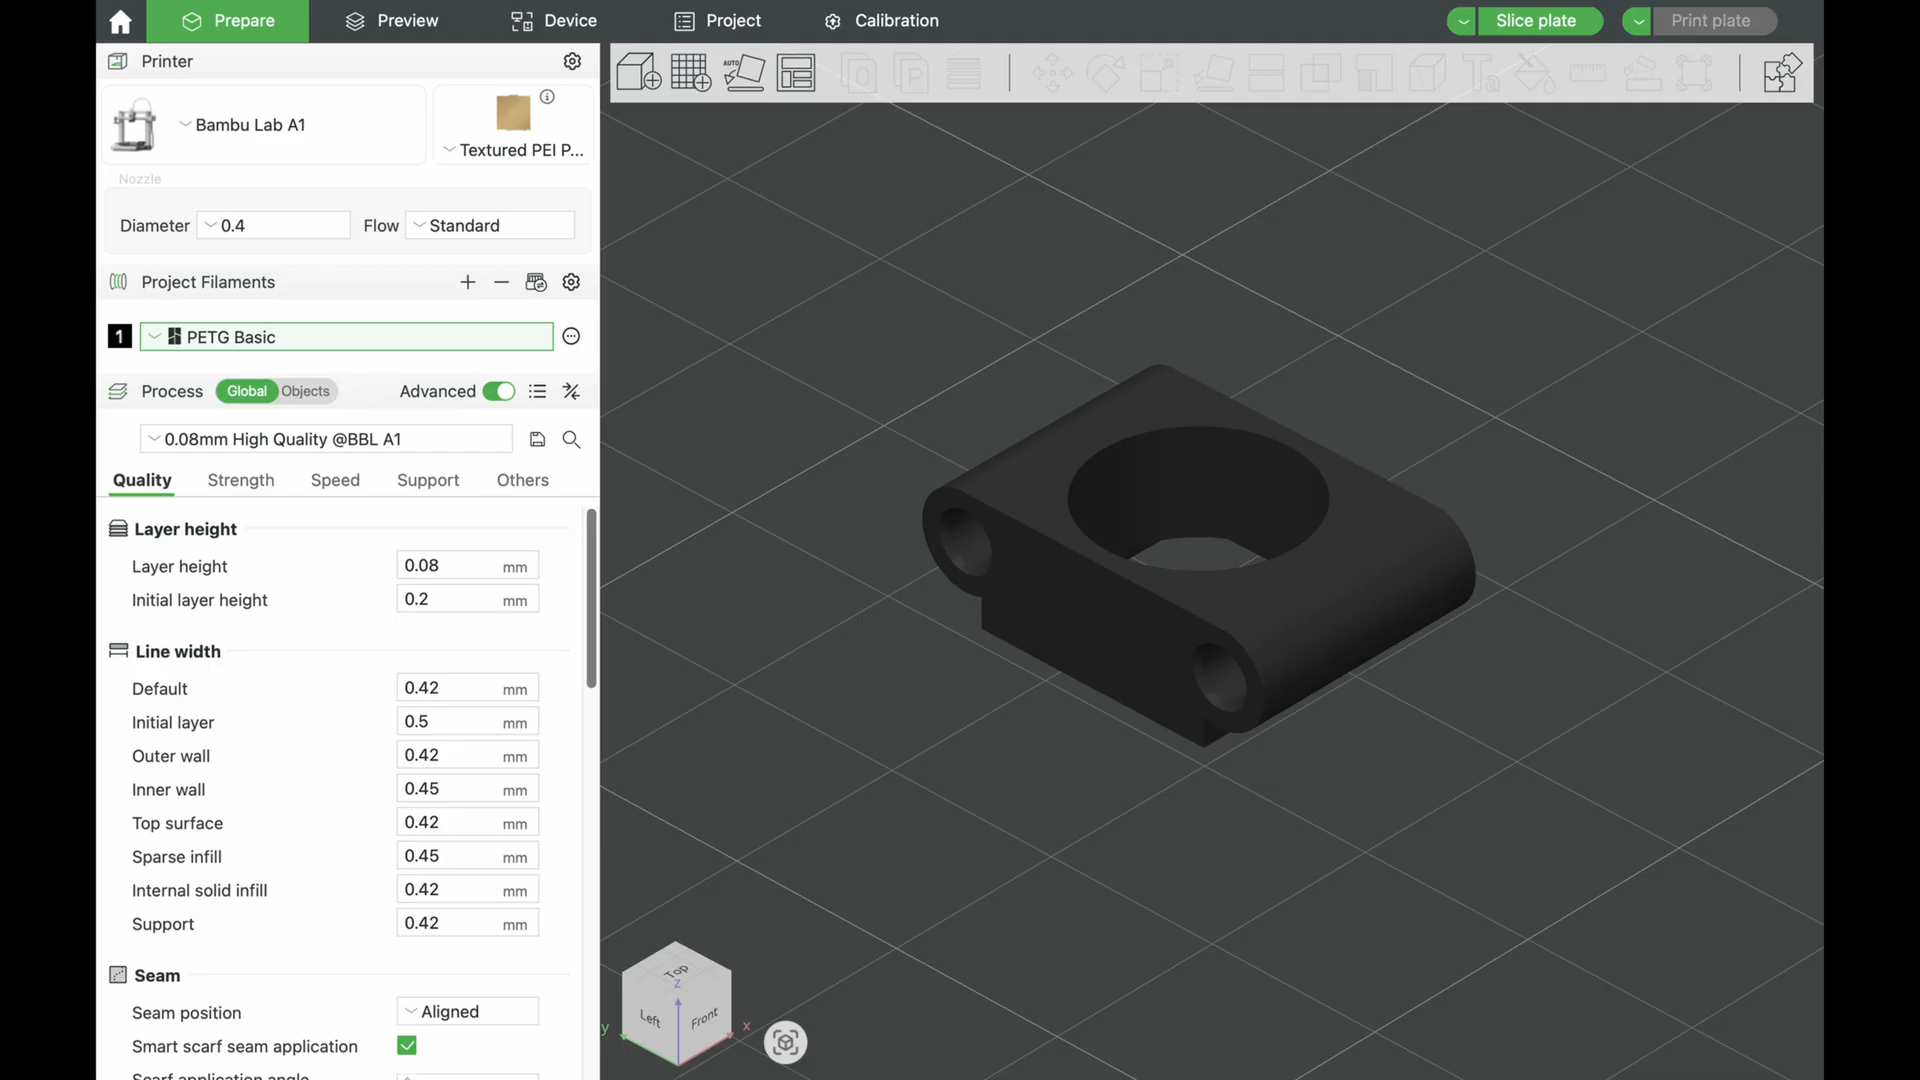 Prepare
Preview
Device
Project
Calibration
Slice plate
Print plate
Printer
AUTO
Bambu Lab A1
Textured PEI P...
Nozzle
Diameter 0.4 Flow Standard
Project Filaments
1 PETG Basic
Process Global Objects Advanced
0.08mm High Quality @BBL A1
Quality Strength Speed Support Others
Layer height
Layer height 0.08 mm
Initial layer height 0.2 mm
Line width
Default 0.42 mm
Initial layer 0.5 mm
Outer wall 0.42 mm
Inner wall 0.45 mm
Top surface 0.42 mm
Sparse infill 0.45 mm
Internal solid infill 0.42 mm
Support 0.42 mm
Seam
Seam position Aligned
Smart scarf seam application
Scarf application angle
Top
z
Left
Front
y
x